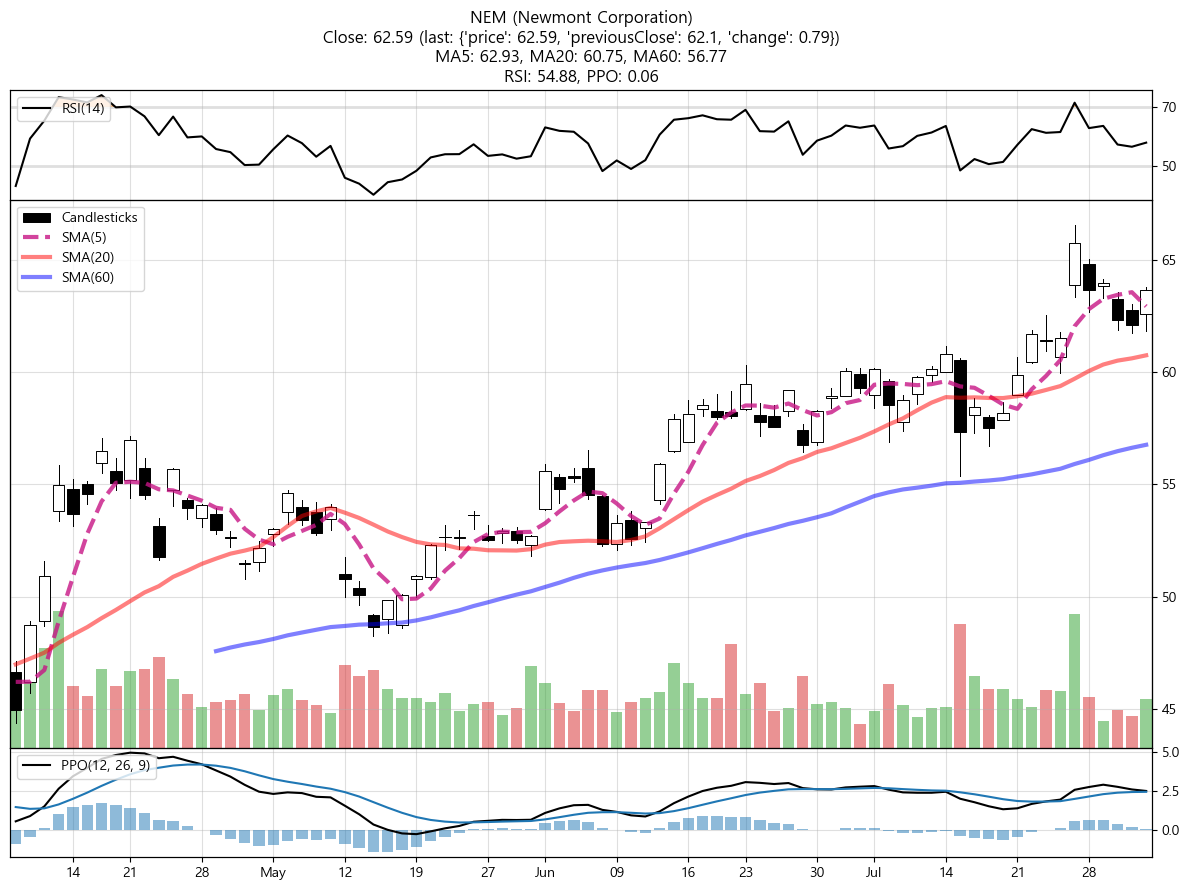 NEM (Newmont Corporation)
Close: 62.59 (last: {'price': 62.59, 'previousClose': 62.1, 'change': 0.79})
MA5: 62.93, MA20: 60.75, MA60: 56.77
RSI: 54.88, PPO: 0.06
RSI(14)
70
50
Candlesticks
SMA(5)
SMA(20)
SMA(60)
65
60
55
50
45
PPO(12, 26, 9)
5.0
2.5
0.0
14 21 28 May 12 19 27 Jun 09 16 23 30 Jul 14 21 28